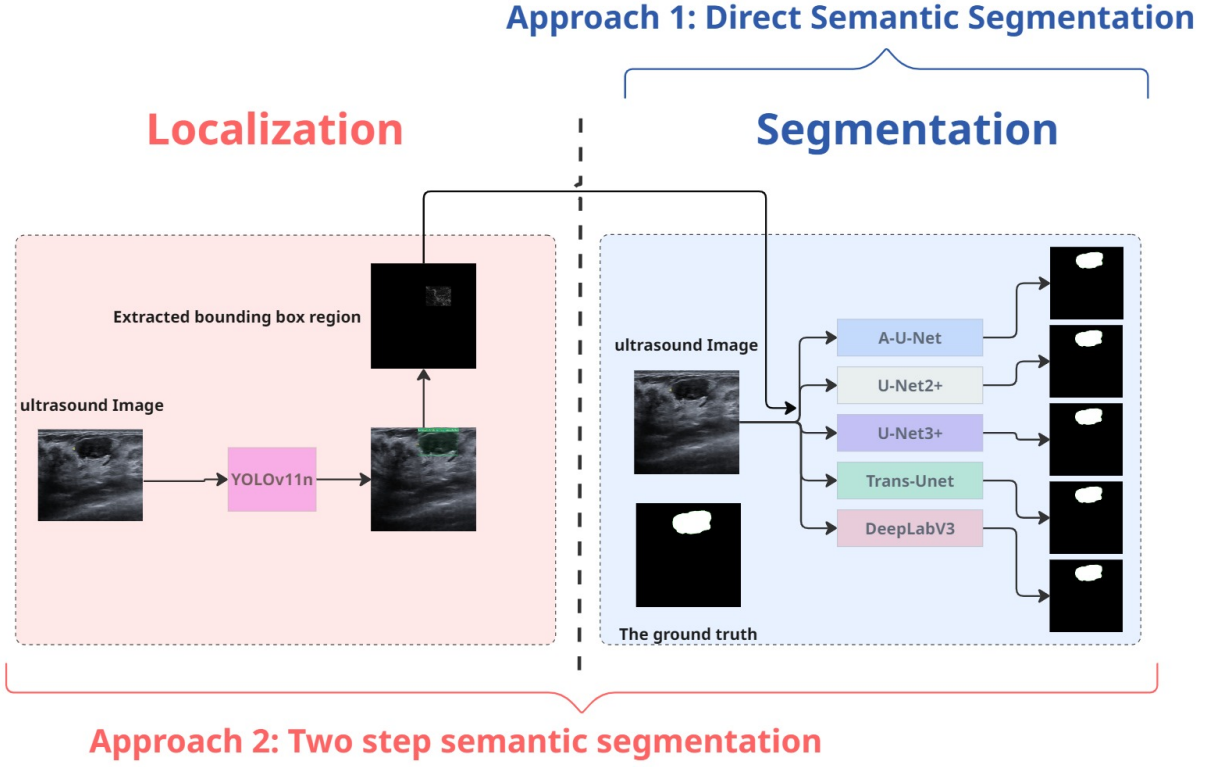 Approach 1: Direct Semantic Segmentation
Localization
Segmentation
Extracted bounding box region
ultrasound Image
YOLOv11n
ultrasound Image
A-U-Net
U-Net2+
U-Net3+
Trans-Unet
DeepLabV3
The ground truth
Approach 2: Two step semantic segmentation